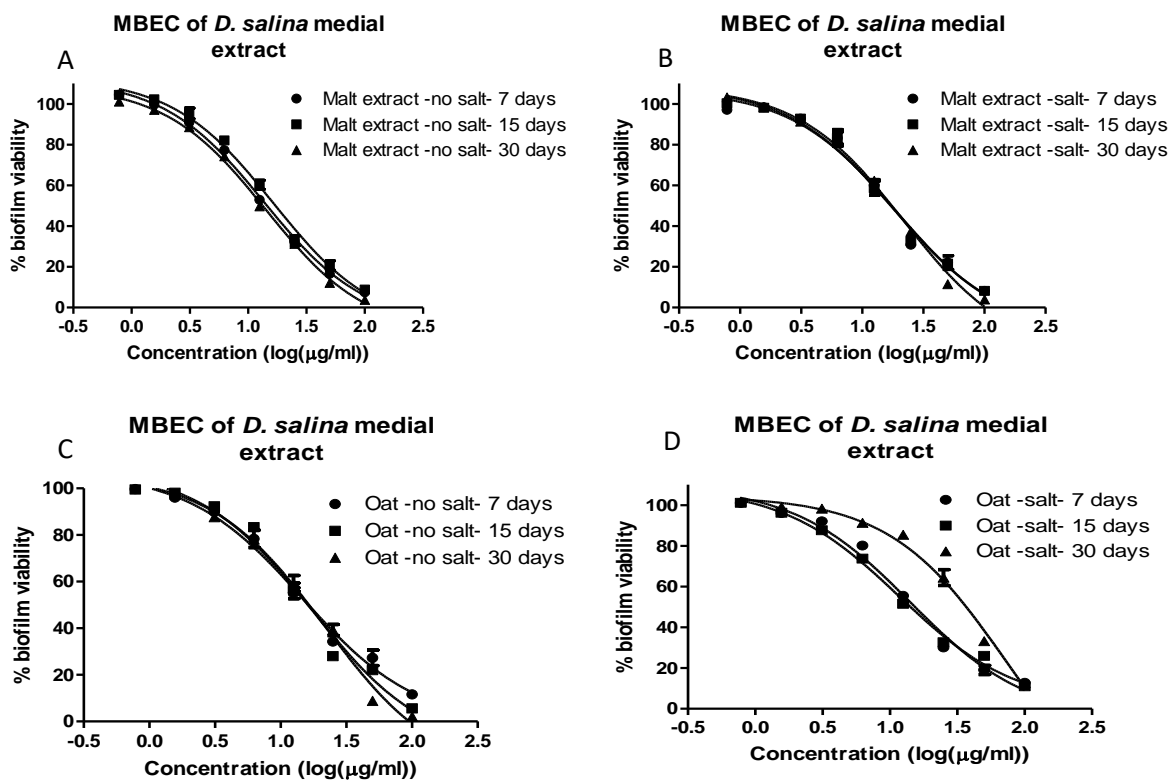 MBEC of D. salina medial
extract
A
Malt extract -no salt- 7 days
Malt extract -no salt- 15 days
Malt extract -no salt- 30 days
100
80
60
40
20
0
% biofilm viability
-0.5 0.0 0.5 1.0 1.5 2.0 2.5
Concentration (log(μg/ml))
MBEC of D. salina medial
extract
B
Malt extract -salt- 7 days
Malt extract -salt- 15 days
Malt extract -salt- 30 days
100
80
60
40
20
0
% biofilm viability
-0.5 0.0 0.5 1.0 1.5 2.0 2.5
Concentration (log(μg/ml))
MBEC of D. salina medial
extract
C
Oat -no salt- 7 days
Oat -no salt- 15 days
Oat -no salt- 30 days
100
80
60
40
20
0
% biofilm viability
-0.5 0.0 0.5 1.0 1.5 2.0 2.5
Concentration (log(μg/ml))
MBEC of D. salina medial
extract
D
Oat -salt- 7 days
Oat -salt- 15 days
Oat -salt- 30 days
100
80
60
40
20
0
% biofilm viability
-0.5 0.0 0.5 1.0 1.5 2.0 2.5
Concentration (log(μg/ml))